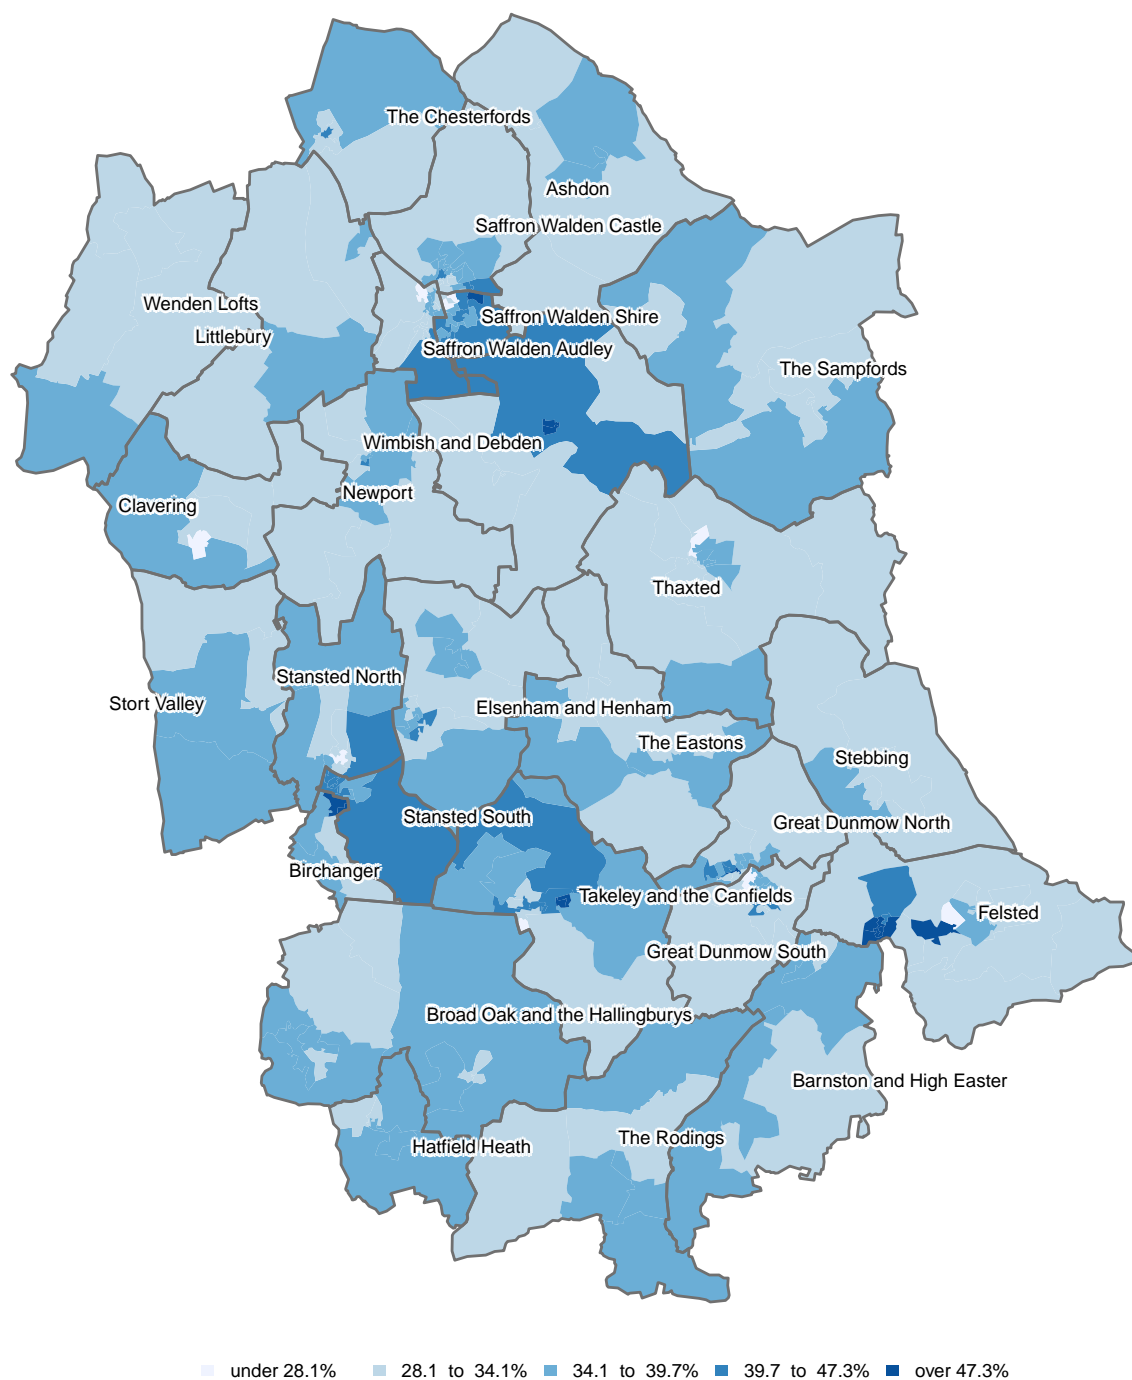 The Chesterfords
Ashdon
Saffron Walden Castle
Wenden Lofts
Saffron Walden Shire
Littlebury
Saffron Walden Audley
The Sampfords
Wimbish and Debden
Newport
Clavering
Thaxted
Stansted North
Stort Valley
Elsenham and Henham
The Eastons
Stebbing
Stansted South
Great Dunmow North
Birchanger
Takeley and the Canfields
Felsted
Great Dunmow South
Broad Oak and the Hallingburys
Barnston and High Easter
The Rodings
Hatfield Heath
under 28.1% 28.1 to 34.1% 34.1 to 39.7% 39.7 to 47.3% over 47.3%